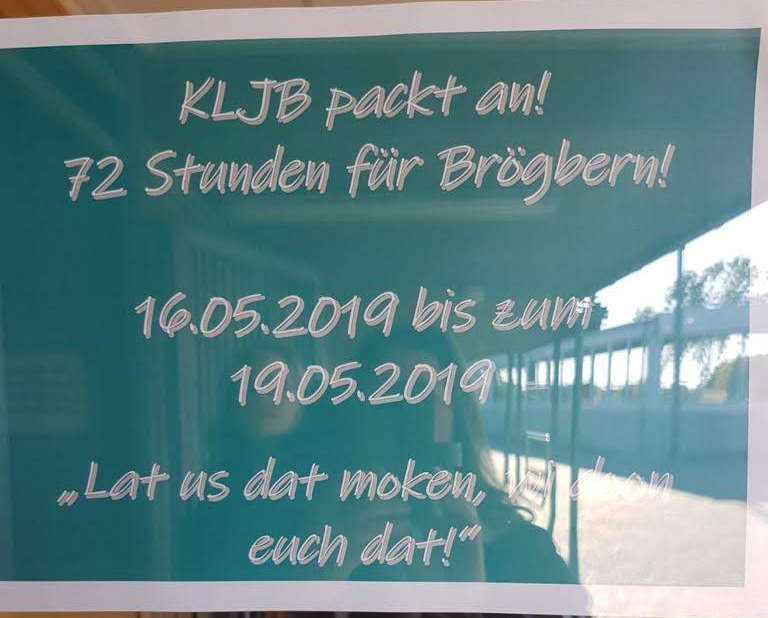 KLJB packt an!
72 Stunden für Brögbern!
16.05.2019 bis zum
19.05.2019
„Lat us dat moken, wi
euch dat!“